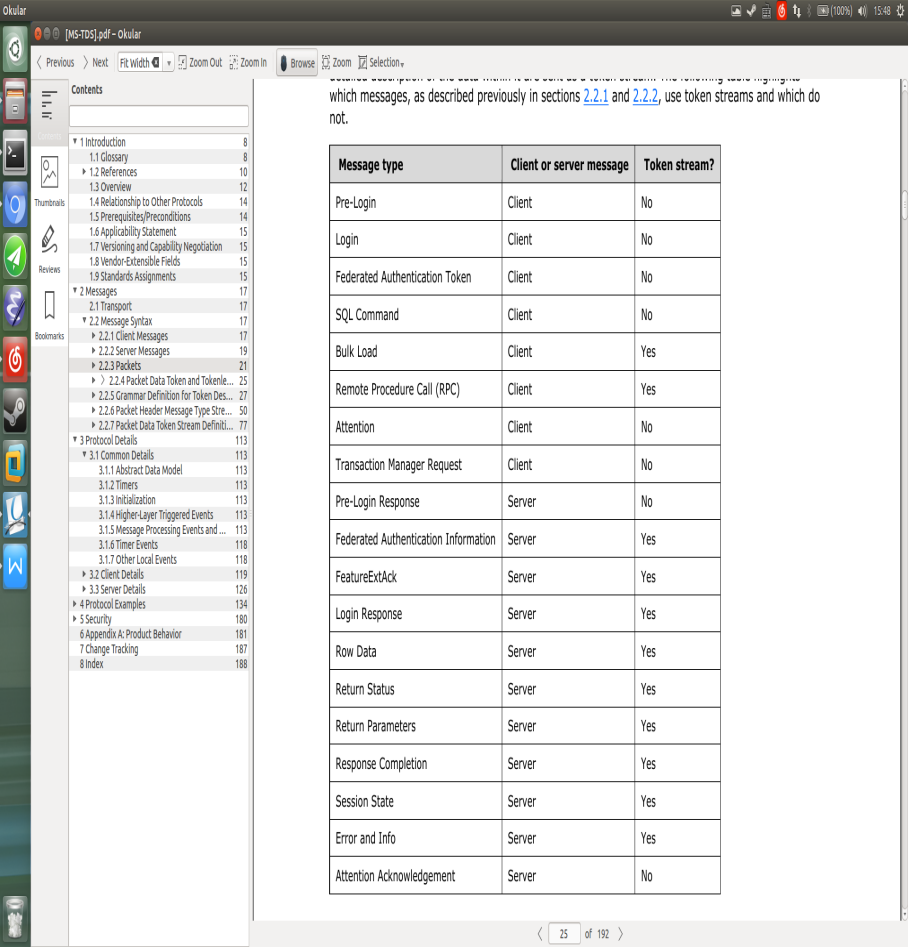 Okular
(100%)
15:48
[MS-TDS].pdf – Okular
Previous
Next
Fit Width
Zoom Out
Zoom In
Browse
Zoom
Selection
Thumbnails
Reviews
Bookmarks
Contents
1 Introduction 8
1.1 Glossary 8
1.2 References 10
1.3 Overview 12
1.4 Relationship to Other Protocols 14
1.5 Prerequisites/Preconditions 14
1.6 Applicability Statement 15
1.7 Versioning and Capability Negotiation 15
1.8 Vendor-Extensible Fields 15
1.9 Standards Assignments 15
2 Messages 17
2.1 Transport 17
2.2 Message Syntax 17
2.2.1 Client Messages 17
2.2.2 Server Messages 19
2.2.3 Packets 21
2.2.4 Packet Data Token and Tokenle... 25
2.2.5 Grammar Definition for Token Des... 27
2.2.6 Packet Header Message Type Stre... 50
2.2.7 Packet Data Token Stream Definiti... 77
3 Protocol Details 113
3.1 Common Details 113
3.1.1 Abstract Data Model 113
3.1.2 Timers 113
3.1.3 Initialization 113
3.1.4 Higher-Layer Triggered Events 113
3.1.5 Message Processing Events and ... 113
3.1.6 Timer Events 118
3.1.7 Other Local Events 118
3.2 Client Details 119
3.3 Server Details 126
4 Protocol Examples 134
5 Security 180
6 Appendix A: Product Behavior 181
7 Change Tracking 187
8 Index 188
detailed description of the data within it are sent as a token stream. The following table highlights
which messages, as described previously in sections 2.2.1 and 2.2.2, use token streams and which do
not.
Message type Client or server message Token stream?
Pre-Login Client No
Login Client No
Federated Authentication Token Client No
SQL Command Client No
Bulk Load Client Yes
Remote Procedure Call (RPC) Client Yes
Attention Client No
Transaction Manager Request Client No
Pre-Login Response Server No
Federated Authentication Information Server Yes
FeatureExtAck Server Yes
Login Response Server Yes
Row Data Server Yes
Return Status Server Yes
Return Parameters Server Yes
Response Completion Server Yes
Session State Server Yes
Error and Info Server Yes
Attention Acknowledgement Server No
25 of 192